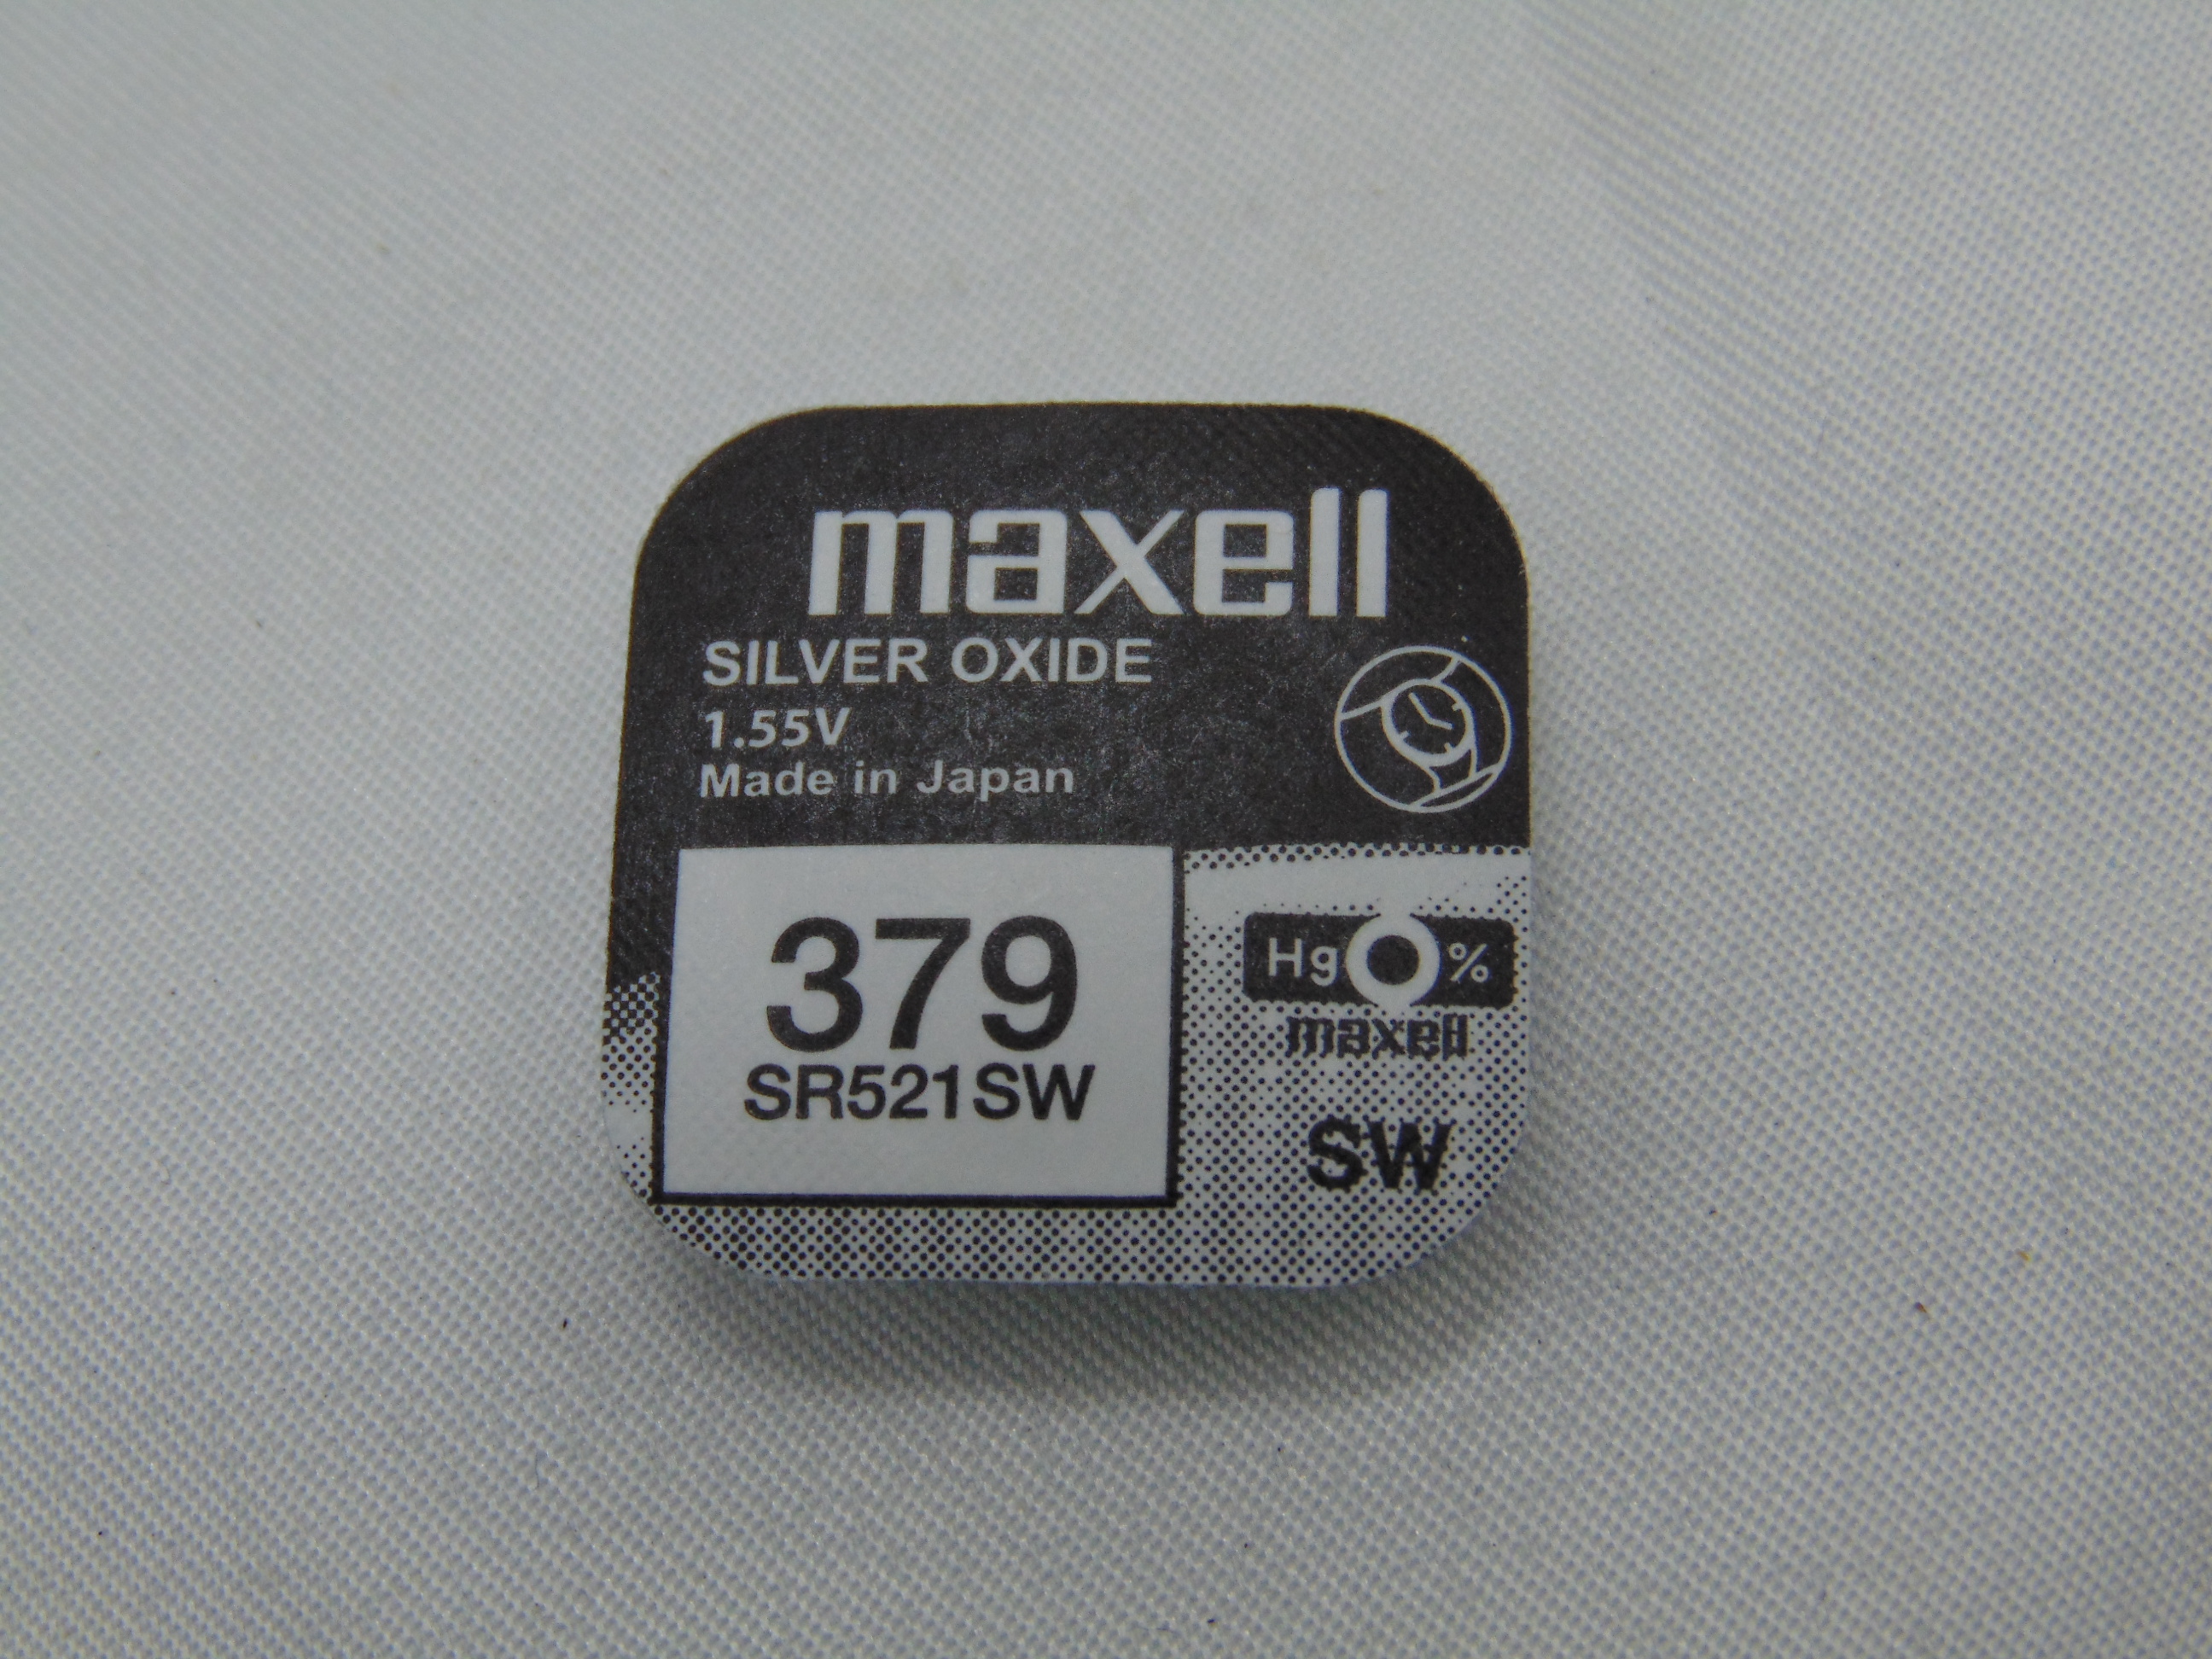 maxell
SILVER OXIDE
1.55V
Made in Japan
379
SR521SW
Hg 0 %
maxell
SW